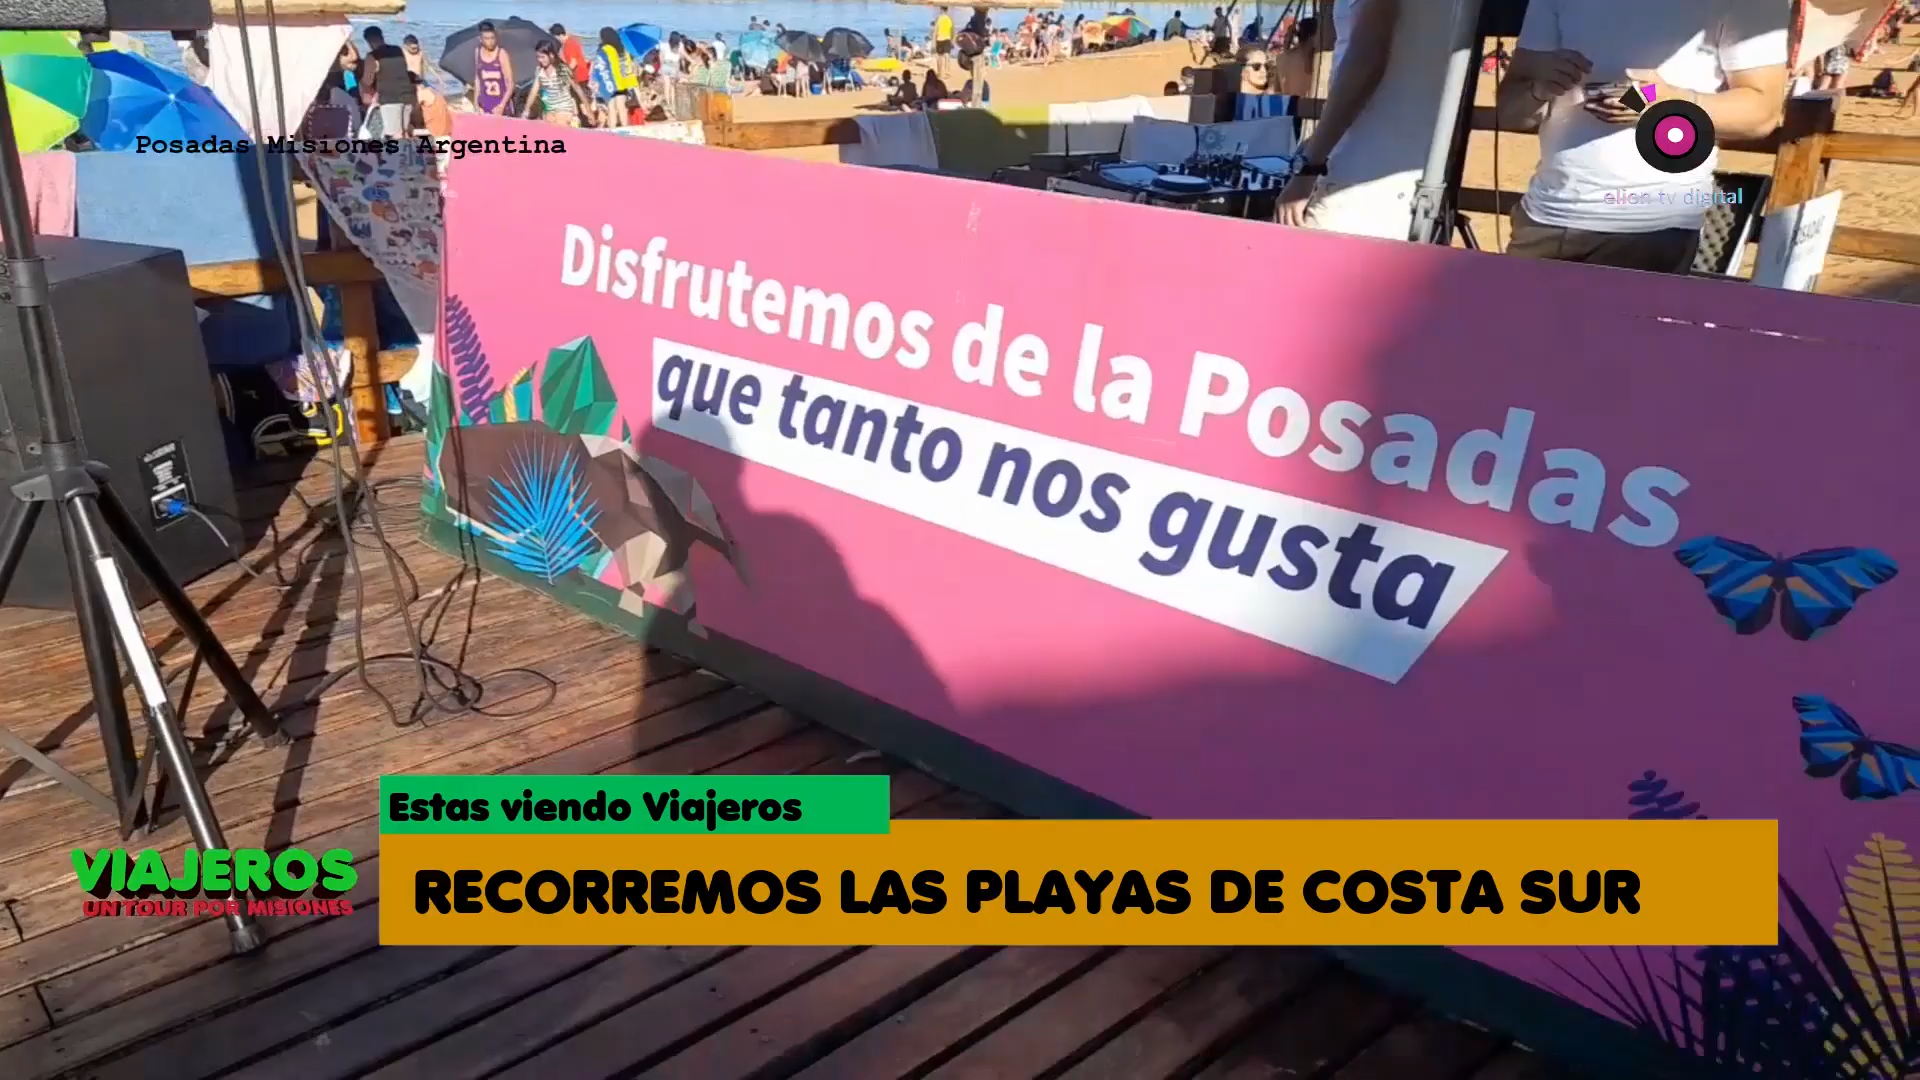 Posadas Misiones Argentina
elion tv digital
Disfrutemos de la Posadas
que tanto nos gusta
Estas viendo Viajeros
RECORREMOS LAS PLAYAS DE COSTA SUR
VIAJEROS
UN TOUR POR MISIONES
23